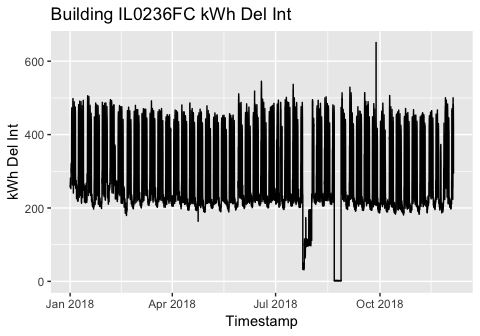 Building IL0236FC kWh Del Int
kWh Del Int
600
400
200
0
Jan 2018 Apr 2018 Jul 2018 Oct 2018
Timestamp